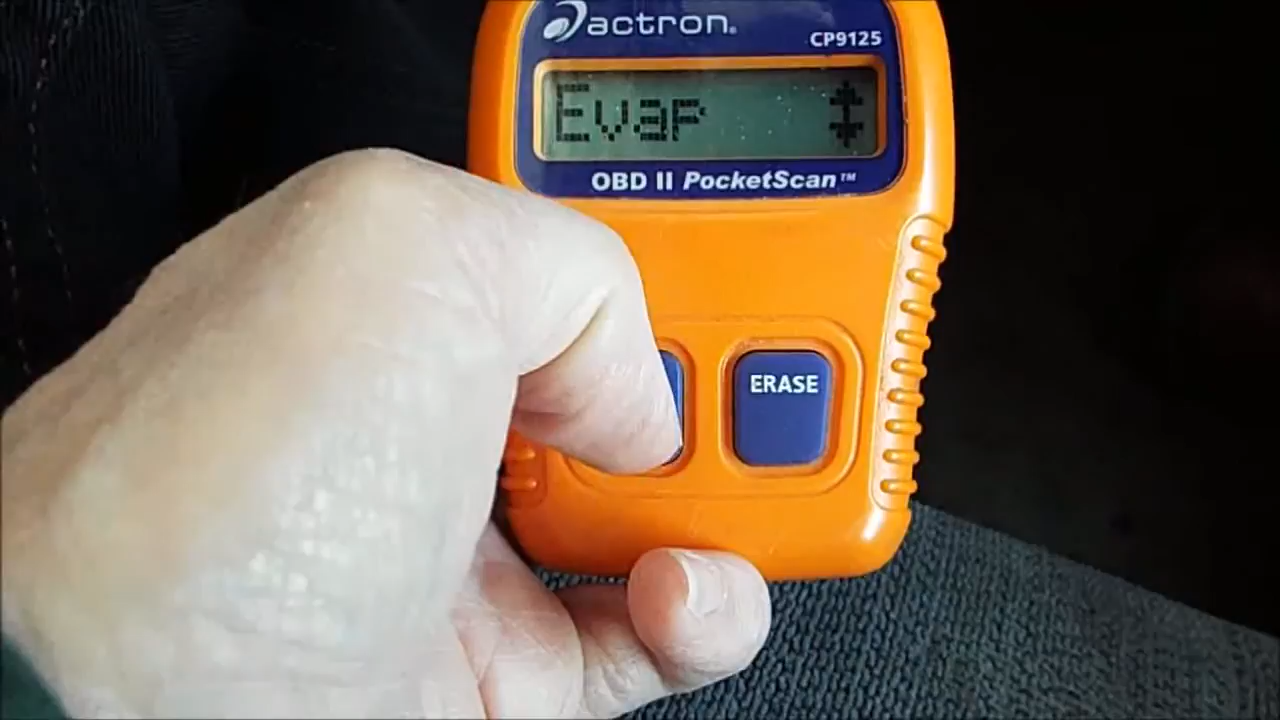 actron®
CP9125
Evap
OBD II PocketScan™
ERASE